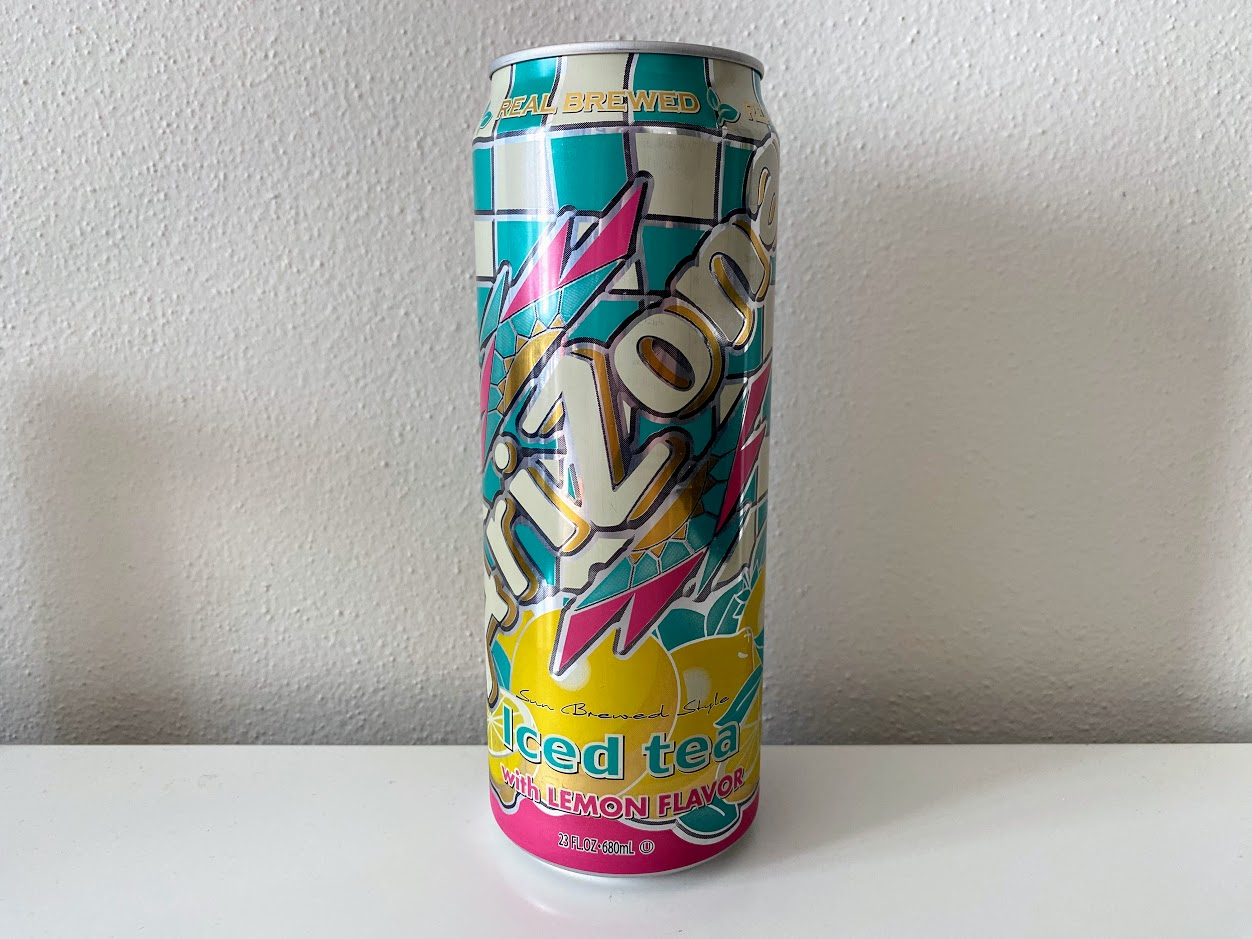 REAL BREWED
AriZona
Sun Brewed Style
Iced tea
with LEMON FLAVOR
23 FL.OZ•680mL Ⓤ